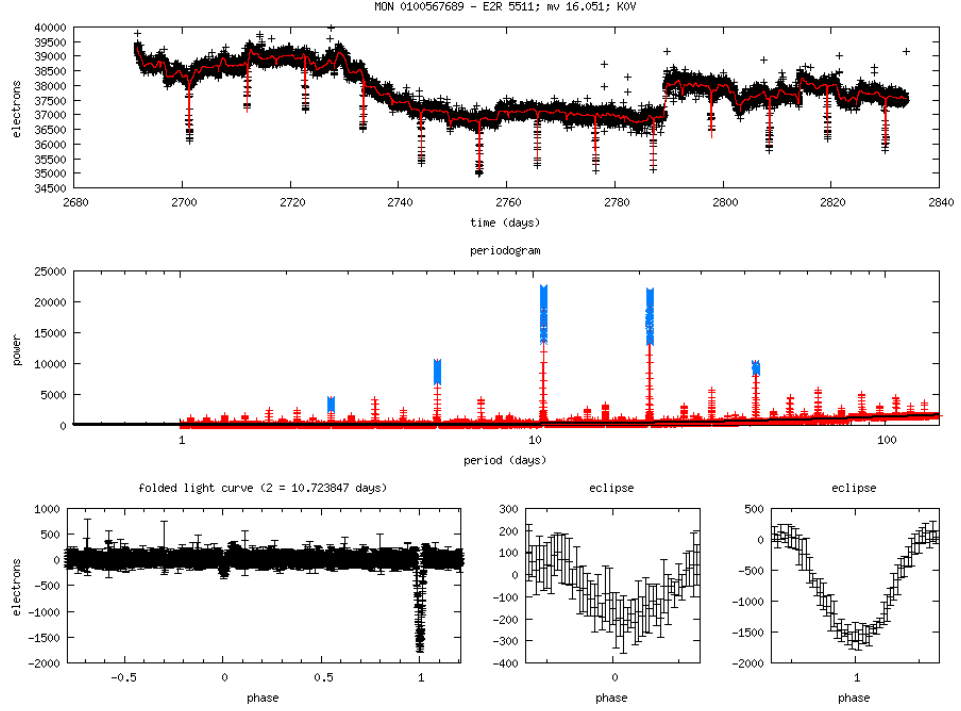 MON 0100567689 - E2R 5511; mv 16.051; K0V
40000
39500
39000
38500
38000
37500
37000
36500
36000
35500
35000
34500
electrons
2680 2700 2720 2740 2760 2780 2800 2820 2840
time (days)
periodogram
25000
20000
15000
10000
5000
0
power
1 10 100
period (days)
folded light curve (2 = 10.723847 days)
1000
500
0
-500
-1000
-1500
-2000
electrons
-0.5 0 0.5 1
phase
eclipse
300
200
100
0
-100
-200
-300
-400
0
phase
eclipse
500
0
-500
-1000
-1500
-2000
1
phase